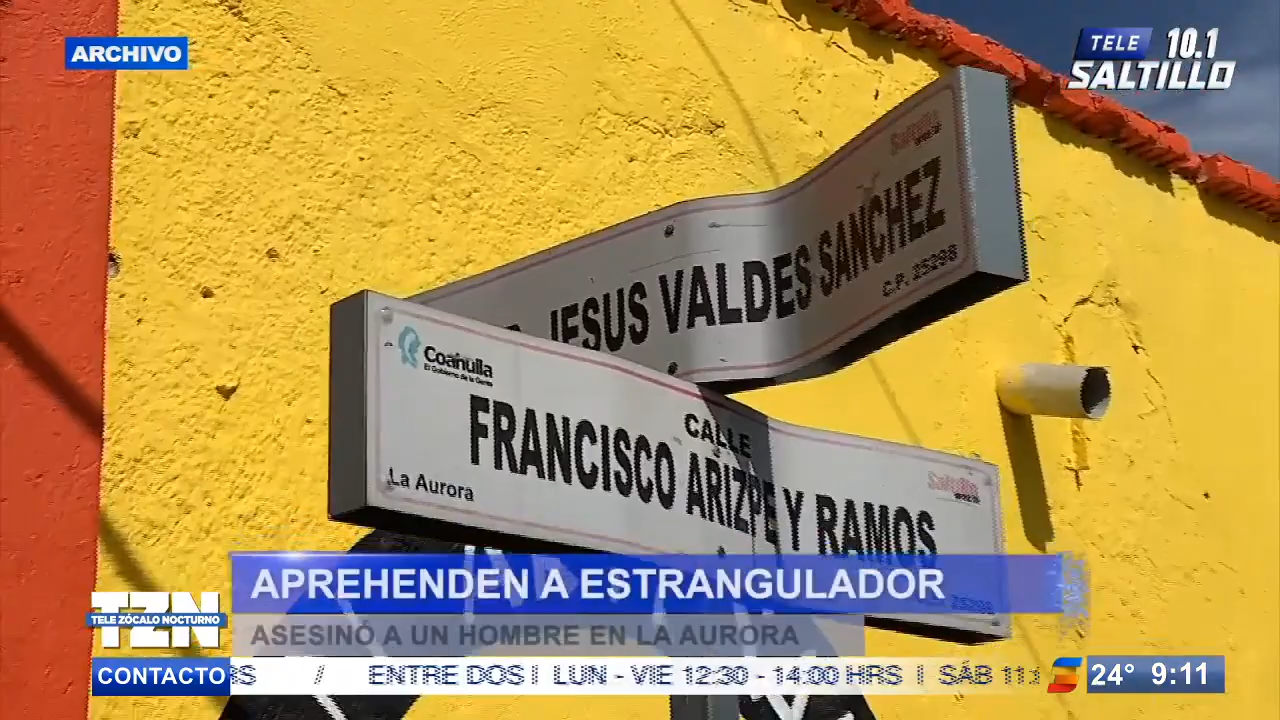 ARCHIVO
TELE 10.1
SALTILLO
JESUS VALDES SANCHEZ
C.P. 25298
Coahuila
El Gobierno de la Gente
CALLE
FRANCISCO ARIZPE Y RAMOS
La Aurora
Saltillo
APREHENDEN A ESTRANGULADOR
ASESINÓ A UN HOMBRE EN LA AURORA
TZN
TELE ZÓCALO NOCTURNO
CONTACTO
/ ENTRE DOS | LUN - VIE 12:30 - 14:00 HRS | SÁB
24° 9:11